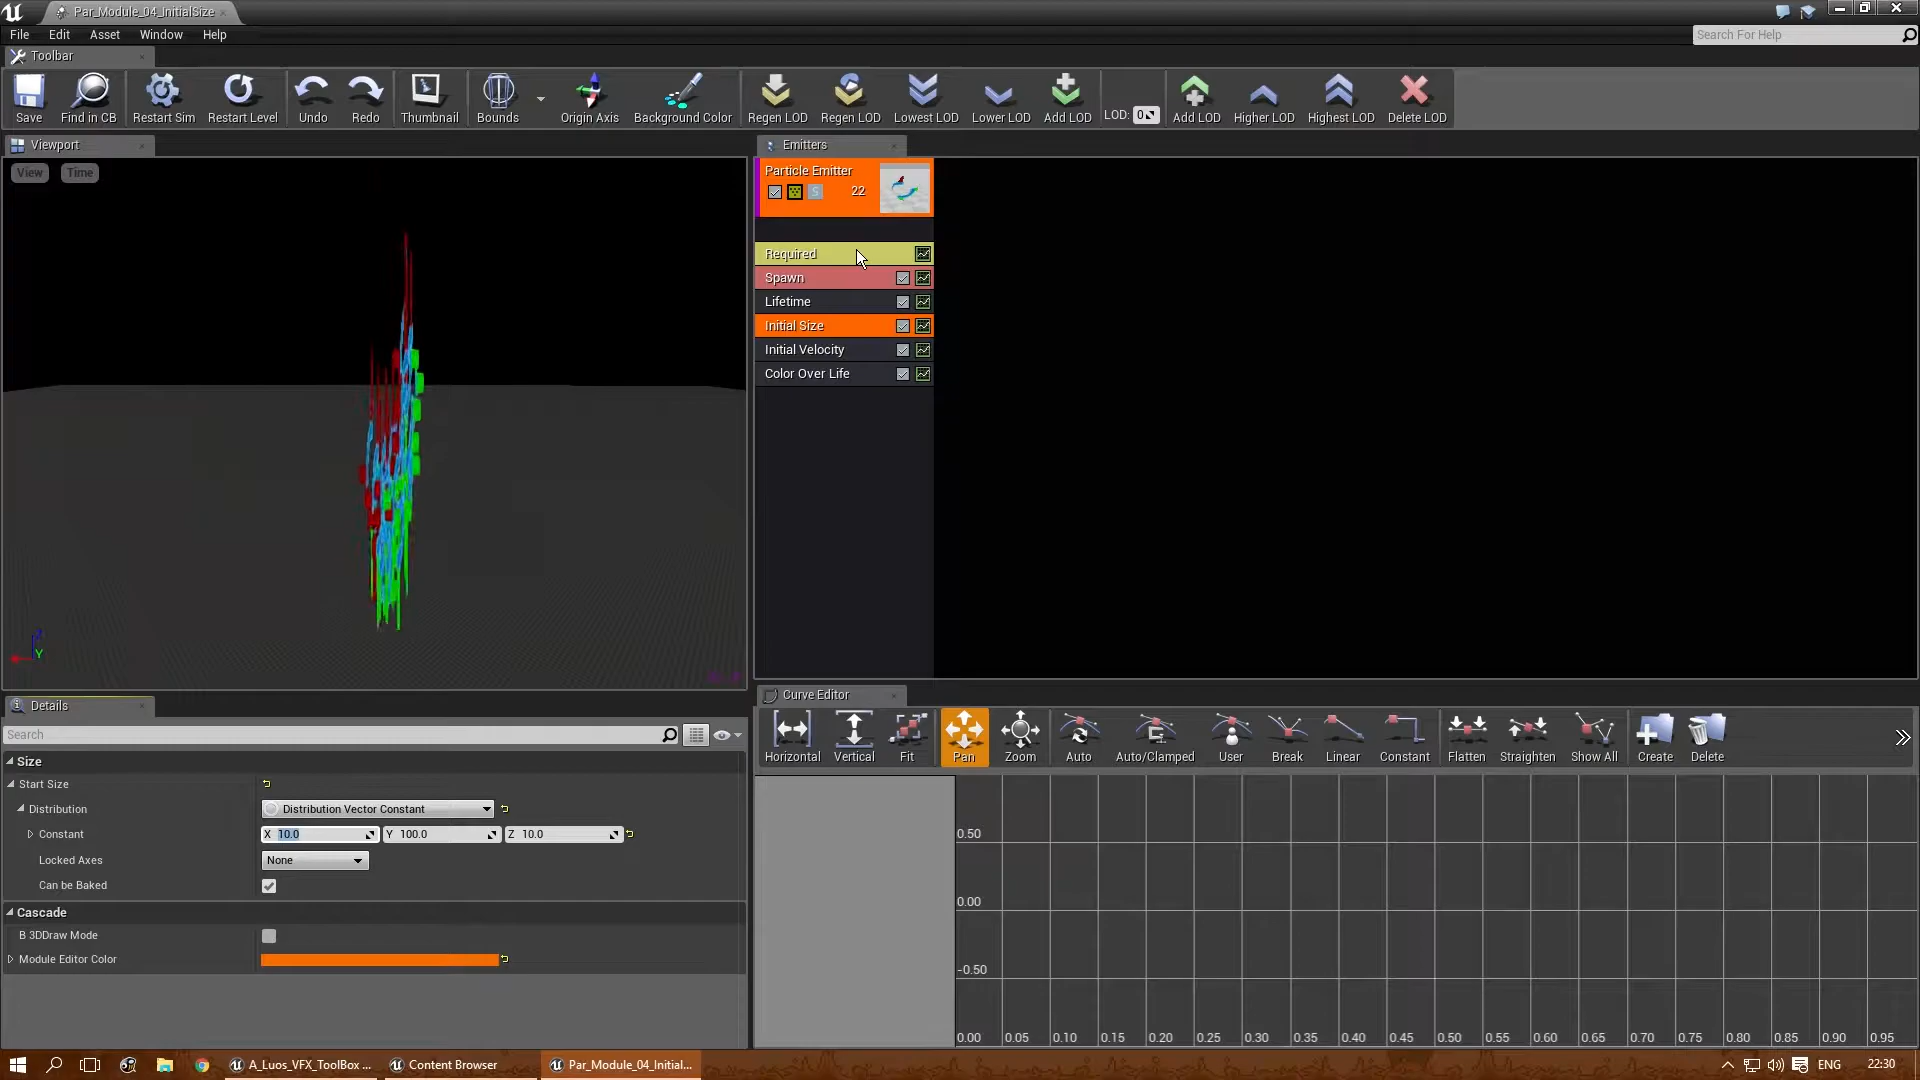 Par_Module_04_InitialSize
File Edit Asset Window Help
Search For Help
Toolbar
Save Find in CB Restart Sim Restart Level Undo Redo Thumbnail Bounds Origin Axis Background Color Regen LOD Regen LOD Lowest LOD Lower LOD Add LOD LOD: 0 Add LOD Higher LOD Highest LOD Delete LOD
Viewport
Emitters
View Time
Particle Emitter
S 22
Required
Spawn
Lifetime
Initial Size
Initial Velocity
Color Over Life
Z
Y
Details
Curve Editor
Search
Horizontal Vertical Fit Pan Zoom Auto Auto/Clamped User Break Linear Constant Flatten Straighten Show All Create Delete
Size
Start Size
Distribution Distribution Vector Constant
Constant X 10.0 Y 100.0 Z 10.0
Locked Axes None
Can be Baked
Cascade
B 3DDraw Mode
Module Editor Color
0.50
0.00
-0.50
0.00 0.05 0.10 0.15 0.20 0.25 0.30 0.35 0.40 0.45 0.50 0.55 0.60 0.65 0.70 0.75 0.80 0.85 0.90 0.95
A_Luos_VFX_ToolBox ... Content Browser Par_Module_04_Initial... ENG 22:30